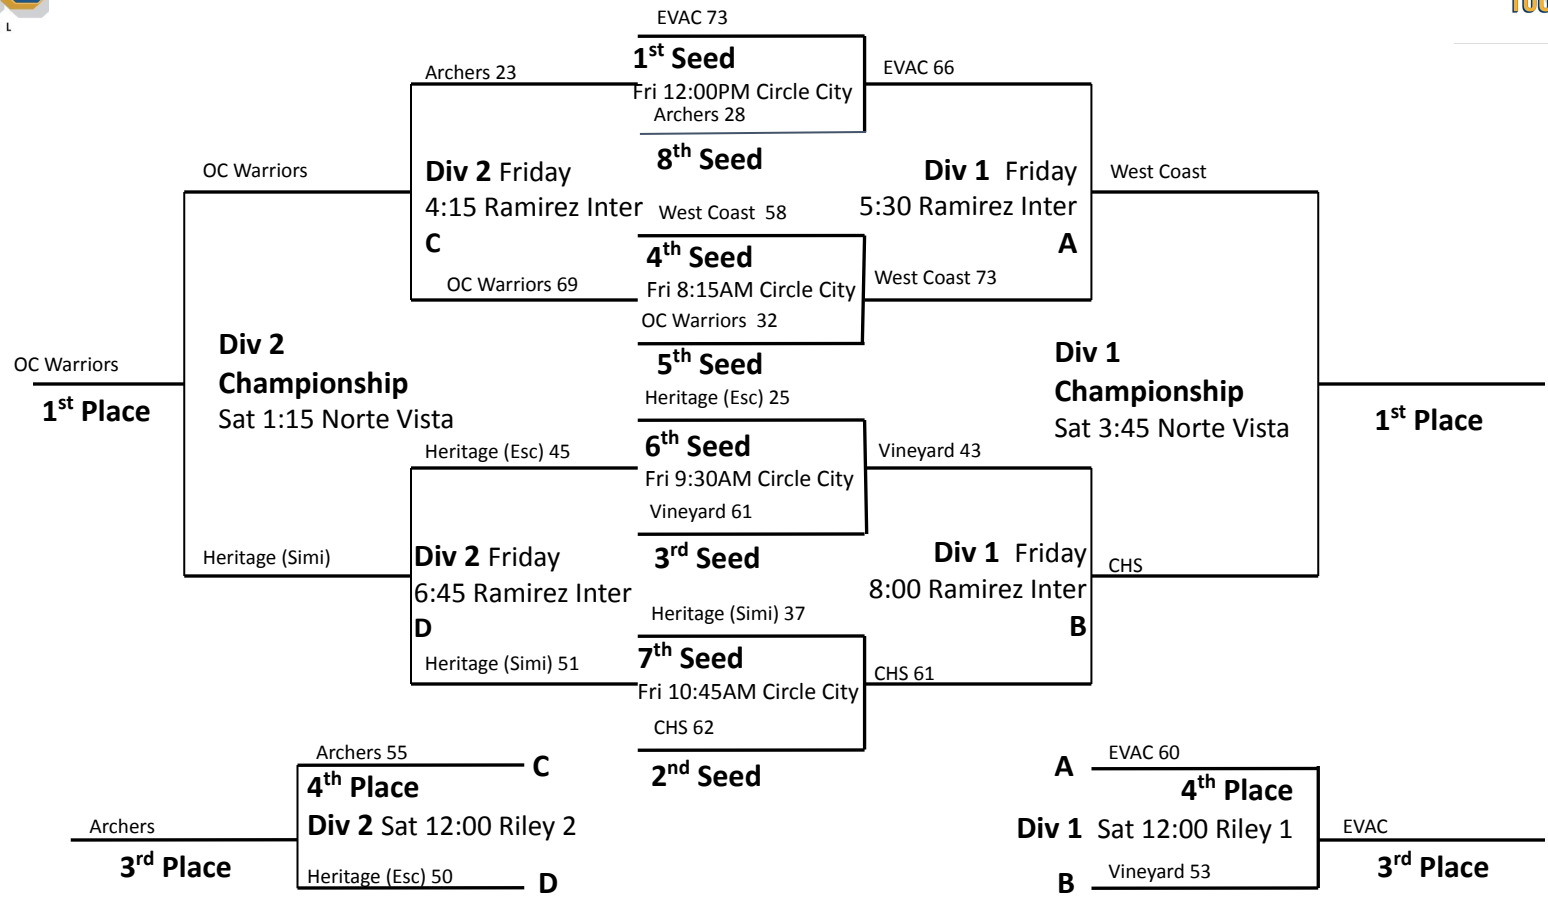 L
EVAC 73
1st Seed
Fri 12:00PM Circle City
Archers 28
8th Seed
Archers 23
EVAC 66
OC Warriors
Div 2 Friday
4:15 Ramirez Inter
C
West Coast 58
4th Seed
Fri 8:15AM Circle City
OC Warriors 32
5th Seed
Div 1 Friday
5:30 Ramirez Inter
A
West Coast
OC Warriors 69
West Coast 73
OC Warriors
1st Place
Div 2
Championship
Sat 1:15 Norte Vista
Div 1
Championship
Sat 3:45 Norte Vista
1st Place
Heritage (Esc) 25
6th Seed
Fri 9:30AM Circle City
Vineyard 61
3rd Seed
Heritage (Esc) 45
Vineyard 43
Heritage (Simi)
Div 2 Friday
6:45 Ramirez Inter
D
Div 1 Friday
8:00 Ramirez Inter
B
CHS
Heritage (Simi) 37
7th Seed
Fri 10:45AM Circle City
CHS 62
2nd Seed
Heritage (Simi) 51
CHS 61
Archers 55
C
4th Place
Div 2 Sat 12:00 Riley 2
Heritage (Esc) 50
D
Archers
3rd Place
A
EVAC 60
4th Place
Div 1 Sat 12:00 Riley 1
B
Vineyard 53
EVAC
3rd Place